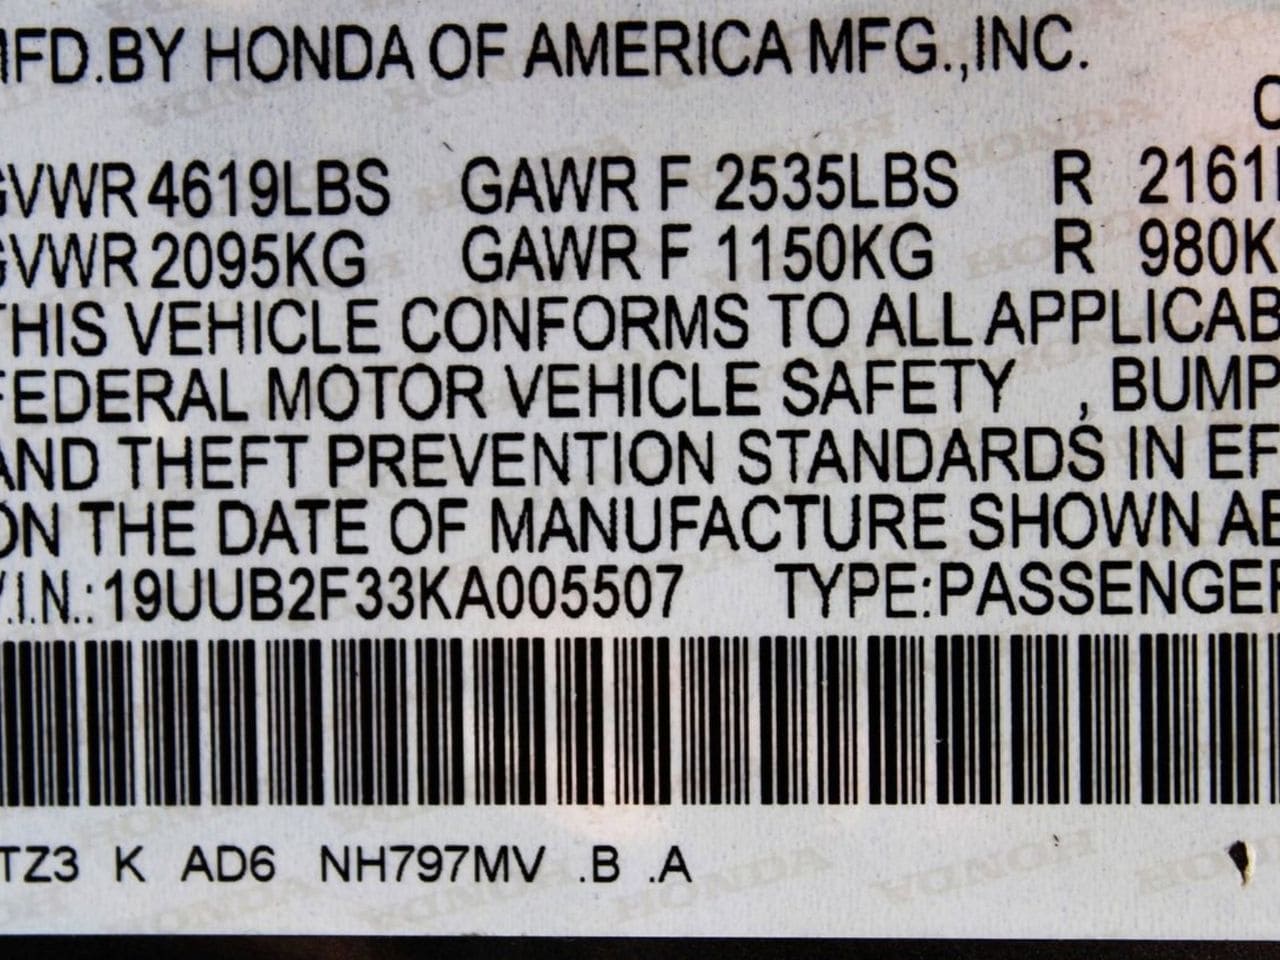 MFD.BY HONDA OF AMERICA MFG.,INC.
GVWR 4619LBS GAWR F 2535LBS R 2161L
GVWR 2095KG GAWR F 1150KG R 980K
THIS VEHICLE CONFORMS TO ALL APPLICAB
FEDERAL MOTOR VEHICLE SAFETY , BUMP
AND THEFT PREVENTION STANDARDS IN EF
ON THE DATE OF MANUFACTURE SHOWN AB
V.I.N.: 19UUB2F33KA005507 TYPE:PASSENGER
TZ3 K AD6 NH797MV .B .A